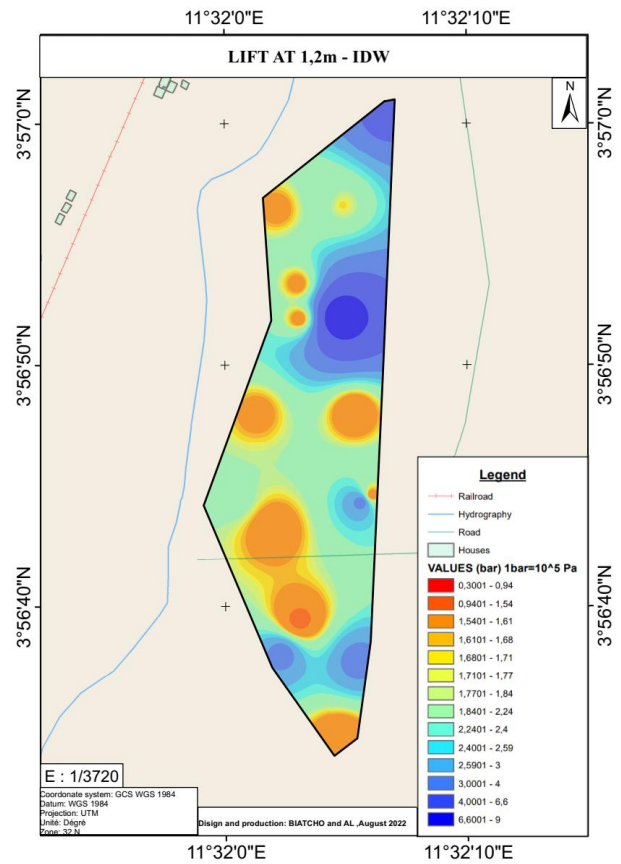 11°32'0"E 11°32'10"E
LIFT AT 1,2m - IDW
N
3°57'0"N 3°57'0"N
3°56'50"N 3°56'50"N
3°56'40"N 3°56'40"N
Legend
Railroad
Hydrography
Road
Houses
VALUES (bar) 1bar=10^5 Pa
0,3001 - 0,94
0,9401 - 1,54
1,5401 - 1,61
1,6101 - 1,68
1,6801 - 1,71
1,7101 - 1,77
1,7701 - 1,84
1,8401 - 2,24
2,2401 - 2,4
2,4001 - 2,59
2,5901 - 3
3,0001 - 4
4,0001 - 6,6
6,6001 - 9
E : 1/3720
Coordonate system: GCS WGS 1984
Datum: WGS 1984
Projection: UTM
Unité: Dégré
Zone: 32 N
Disign and production: BIATCHO and AL ,August 2022
11°32'0"E 11°32'10"E